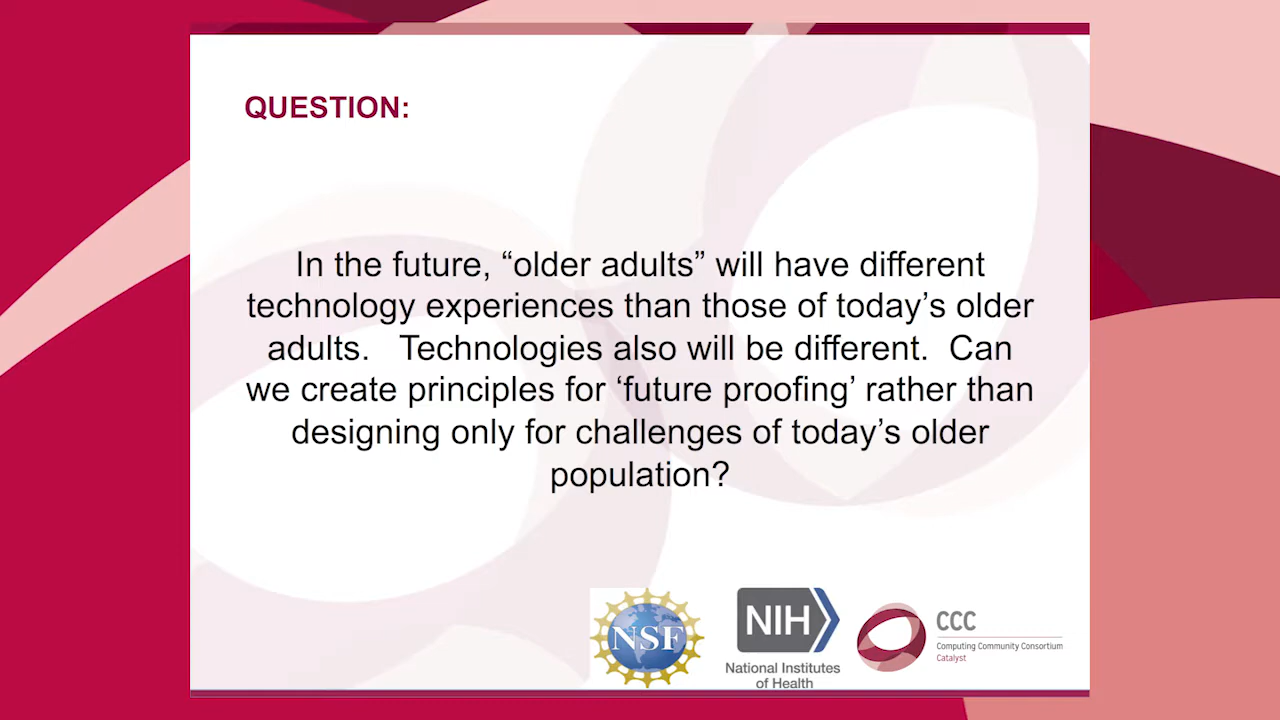 QUESTION:
In the future, “older adults” will have different
technology experiences than those of today’s older
adults.   Technologies also will be different.  Can
we create principles for ‘future proofing’ rather than
designing only for challenges of today’s older
population?
NSF
NIH
National Institutes
of Health
CCC
Computing Community Consortium
Catalyst